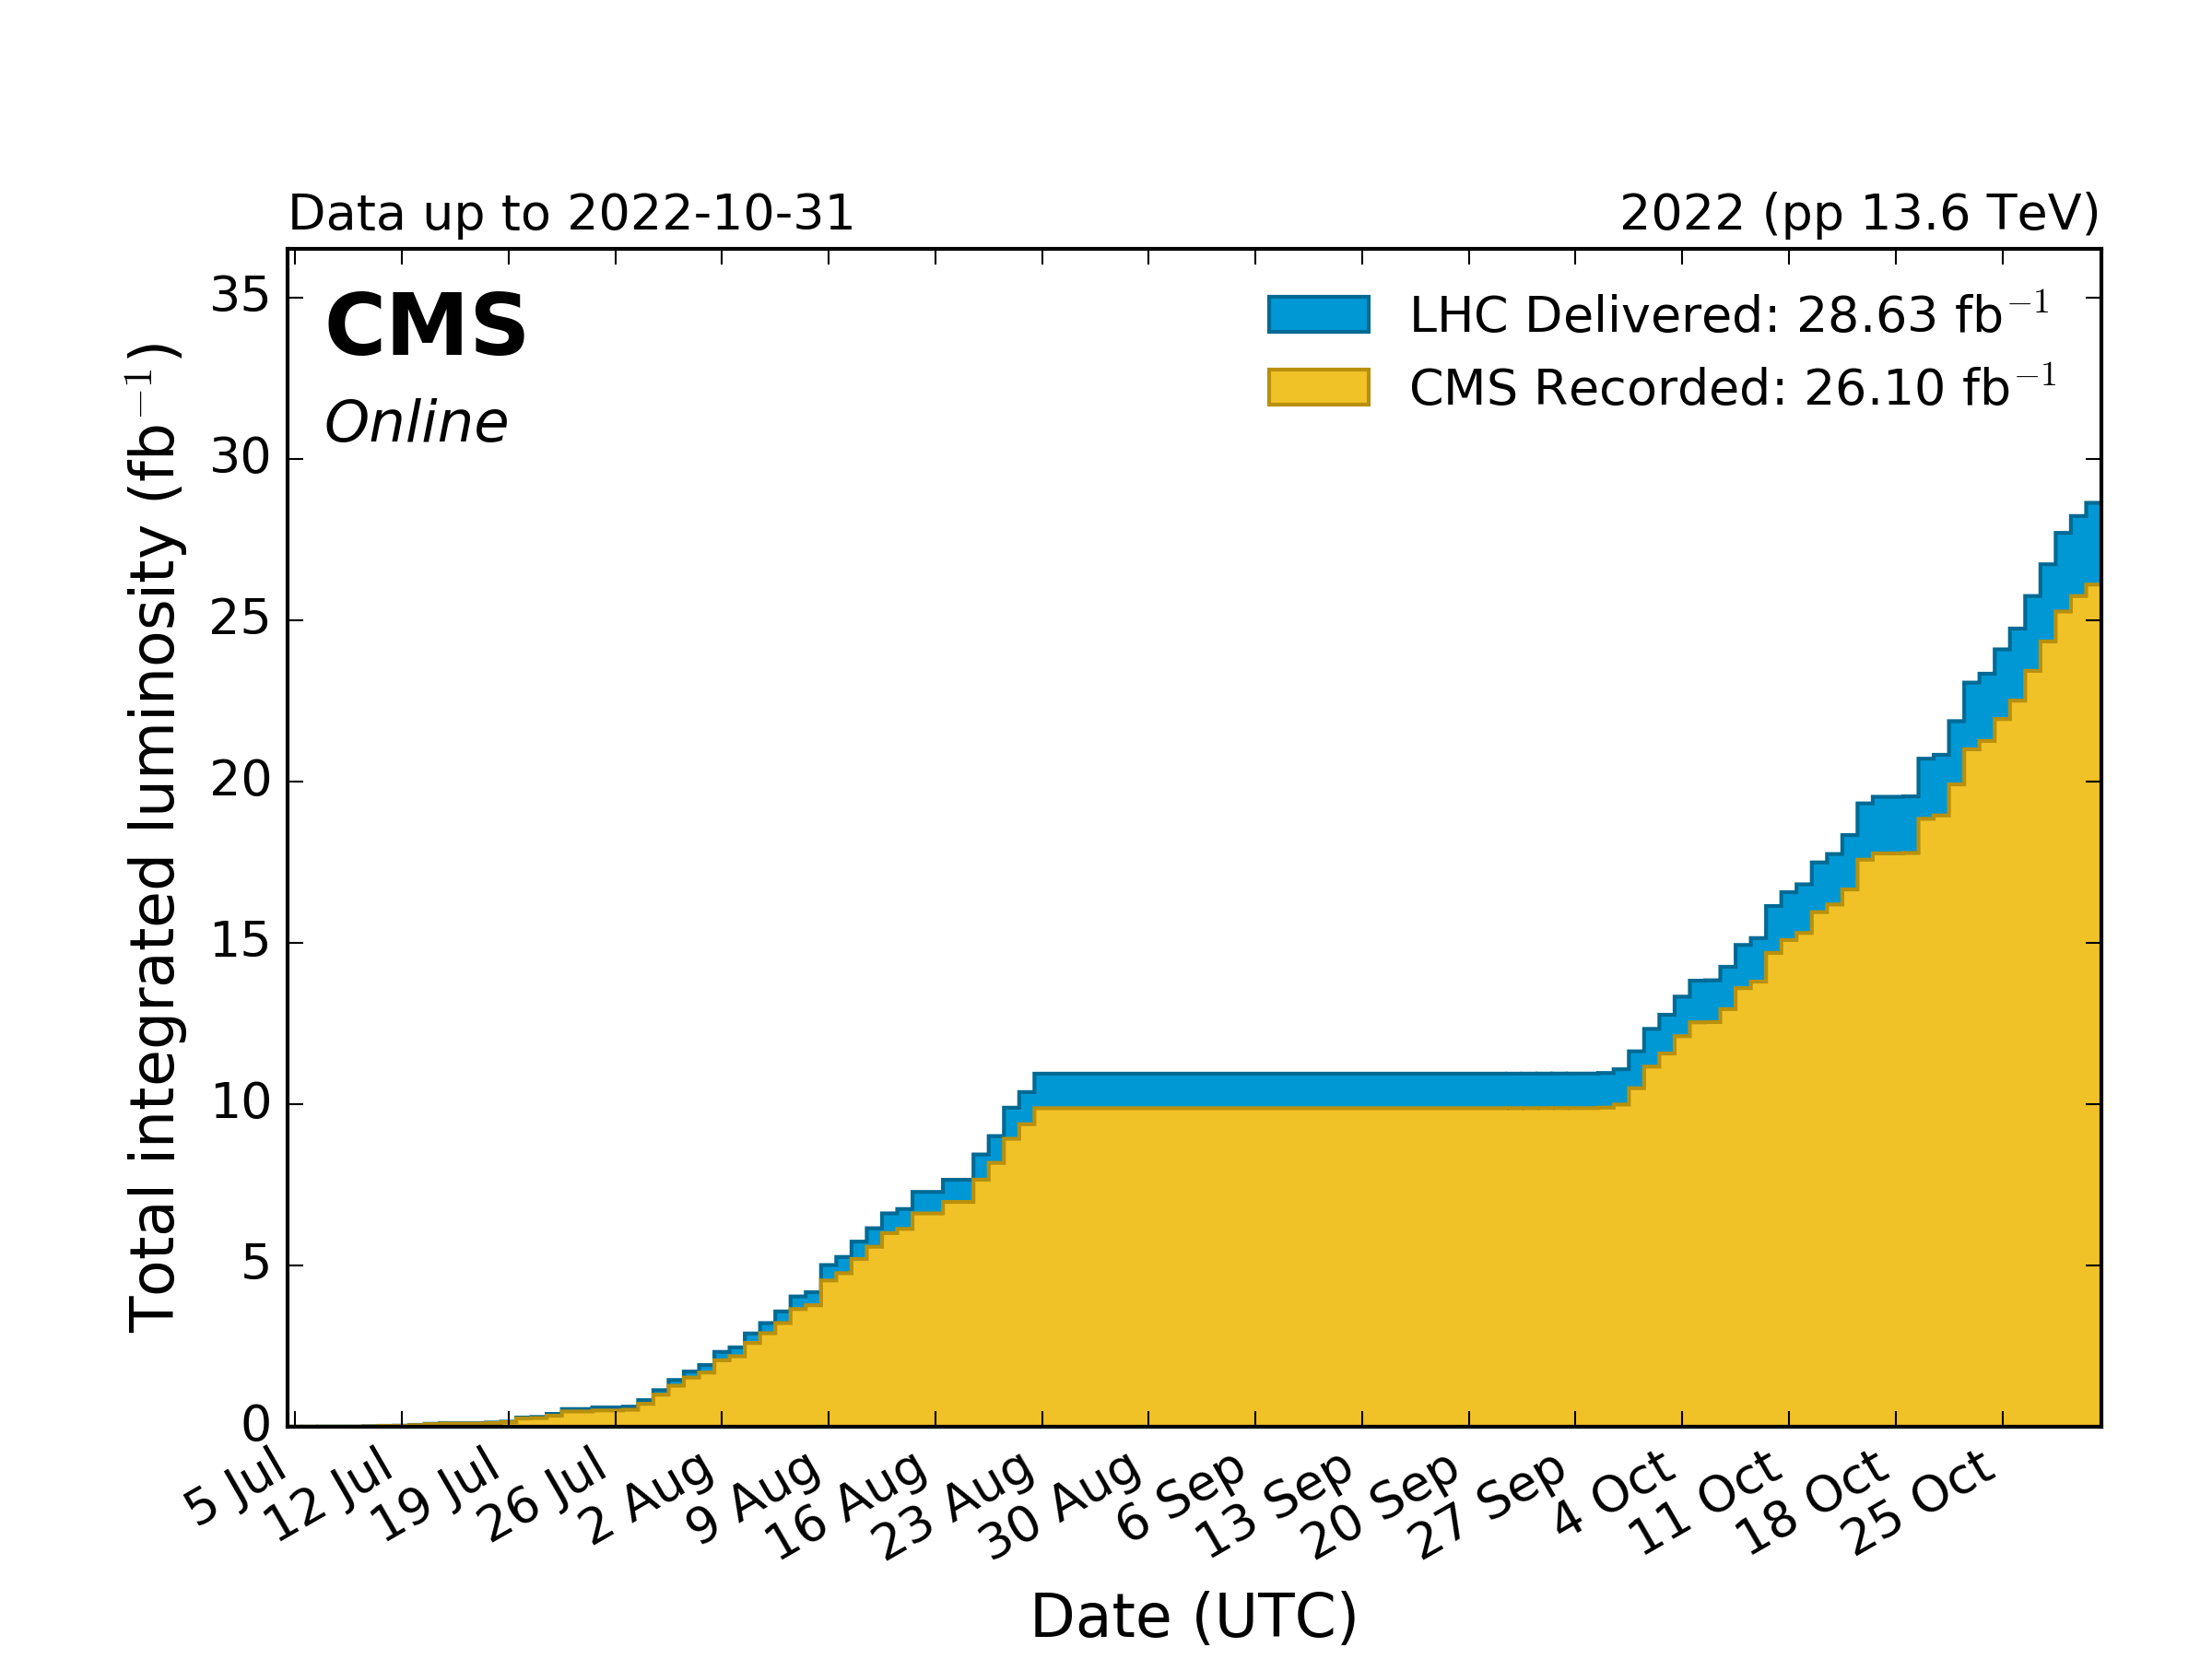 Data up to 2022-10-31
2022 (pp 13.6 TeV)
CMS
Online
LHC Delivered: 28.63 fb⁻¹
CMS Recorded: 26.10 fb⁻¹
Total integrated luminosity (fb⁻¹)
35
30
25
20
15
10
5
0
5 Jul
12 Jul
19 Jul
26 Jul
2 Aug
9 Aug
16 Aug
23 Aug
30 Aug
6 Sep
13 Sep
20 Sep
27 Sep
4 Oct
11 Oct
18 Oct
25 Oct
Date (UTC)